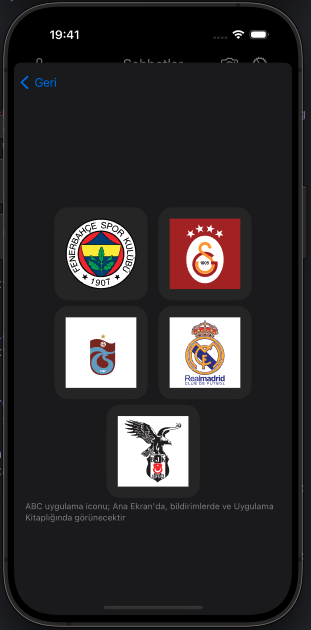 19:41
Sohbetler
Geri
FENERBAHÇE SPOR KULÜBÜ
★ 1907 ★
1905
Realmadrid
CLUB DE FUTBOL
BJK
ABC uygulama iconu; Ana Ekran'da, bildirimlerde ve Uygulama
Kitaplığında görünecektir